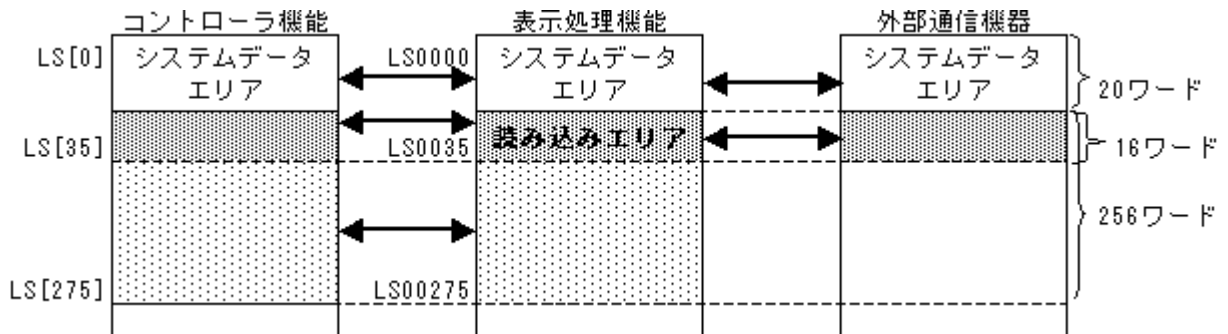 コントローラ機能
表示処理機能
外部通信機器
LS[0]
システムデータ
エリア
LS0000
システムデータ
エリア
システムデータ
エリア
20ワード
LS[35]
LS0035
読み込みエリア
16ワード
256ワード
LS[275]
LS00275